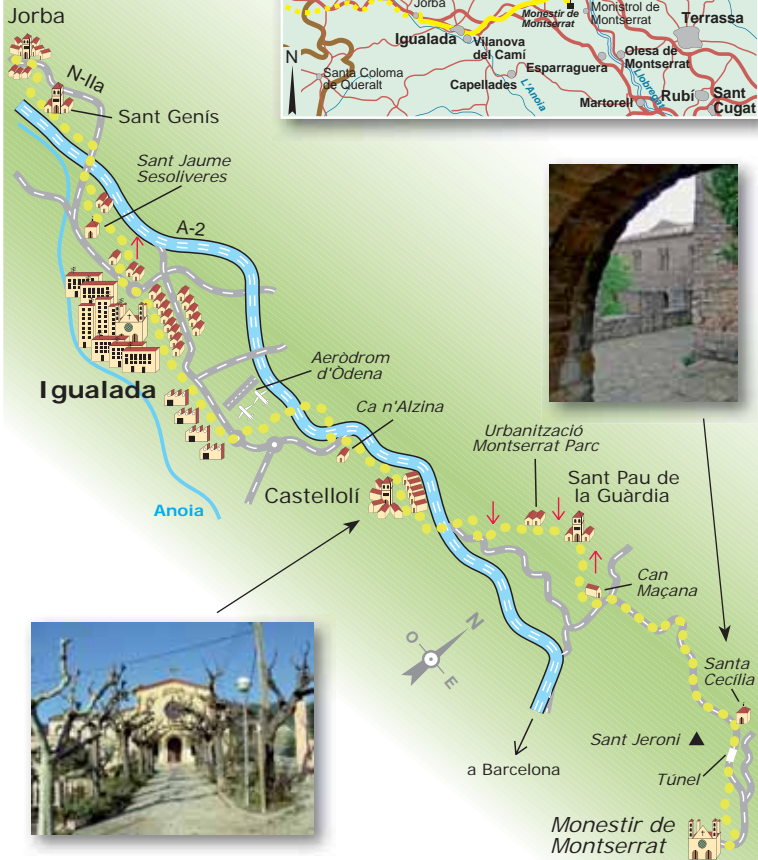 Jorba
N-IIa
Sant Genís
Sant Jaume
Sesoliveres
A-2
Igualada
Anoia
Aeròdrom
d'Òdena
Ca n'Alzina
Castellolí
Urbanització
Montserrat Parc
Sant Pau de
la Guàrdia
Can
Maçana
N
O
E
a Barcelona
Santa
Cecília
Sant Jeroni
Túnel
Monestir de
Montserrat
Jorba
Igualada
Vilanova
del Camí
Monestir de
Montserrat
Monistrol de
Montserrat
Terrassa
N
Santa Coloma
de Queralt
Capellades
L'Anoia
Esparraguera
Olesa de
Montserrat
Llobregat
Martorell
Rubí
Sant
Cugat